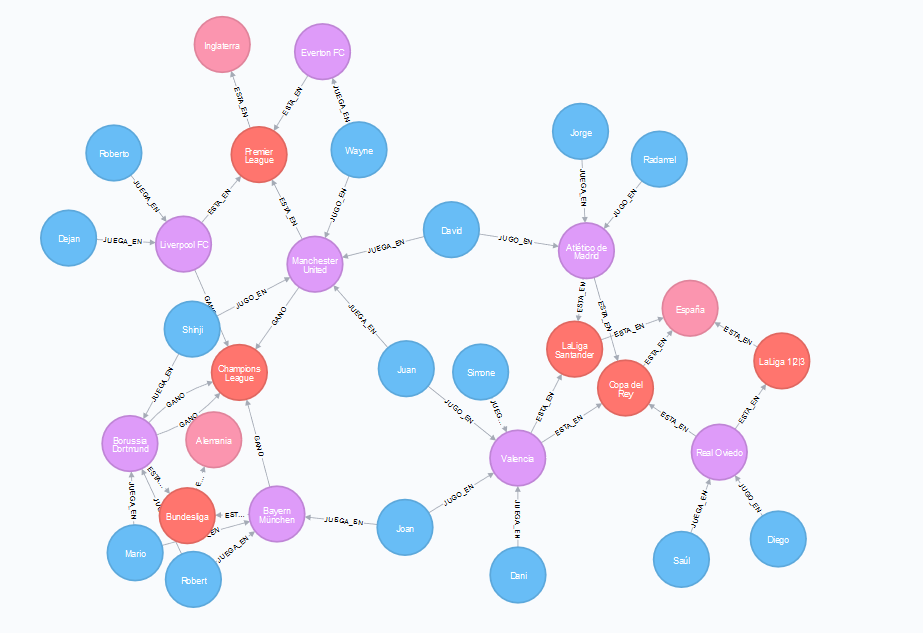 Inglaterra
Everton FC
ESTA_EN
ESTA_EN
JUEGA_EN
Jorge
Roberto
Premier
League
Wayne
Radamel
JUEGA_EN
ESTA_EN
ESTA_EN
JUGO_EN
JUEGA_EN
JUGO_EN
Dejan
JUEGA_EN
Liverpool FC
JUEGA_EN
David
JUGO_EN
Atlético de
Madrid
Manchester
United
GANO
JUGO_EN
GANO
JUEGA_EN
ESTA_EN
España
Shinji
ESTA_EN
ESTA_EN
LaLiga
Santander
ESTA_EN
LaLiga 1|2|3
Champions
League
Juan
Simone
Copa del
Rey
JUEGA_EN
GANO
GANO
JUGO_EN
JUEG...
ESTA_EN
ESTA_EN
ESTA_EN
ESTA_EN
Borussia
Dortmund
Alemania
GANO
Valencia
Real Oviedo
ESTA...
E...
JUEGA_EN
JUGO_EN
JUEGA_EN
JUEGA_EN
Bundesliga
EST...
Bayern
München
JUEGA_EN
Joan
JUEGA_EN
Diego
Mario
JUEGA_EN
Saúl
Robert
Dani